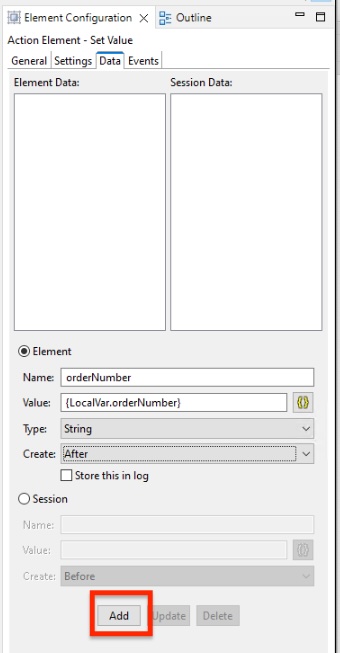 Element Configuration Outline
Action Element - Set Value
General Settings Data Events
Element Data: Session Data:
Element
Name: orderNumber
Value: {LocalVar.orderNumber}
Type: String
Create: After
Store this in log
Session
Name:
Value:
Create: Before
Add Update Delete